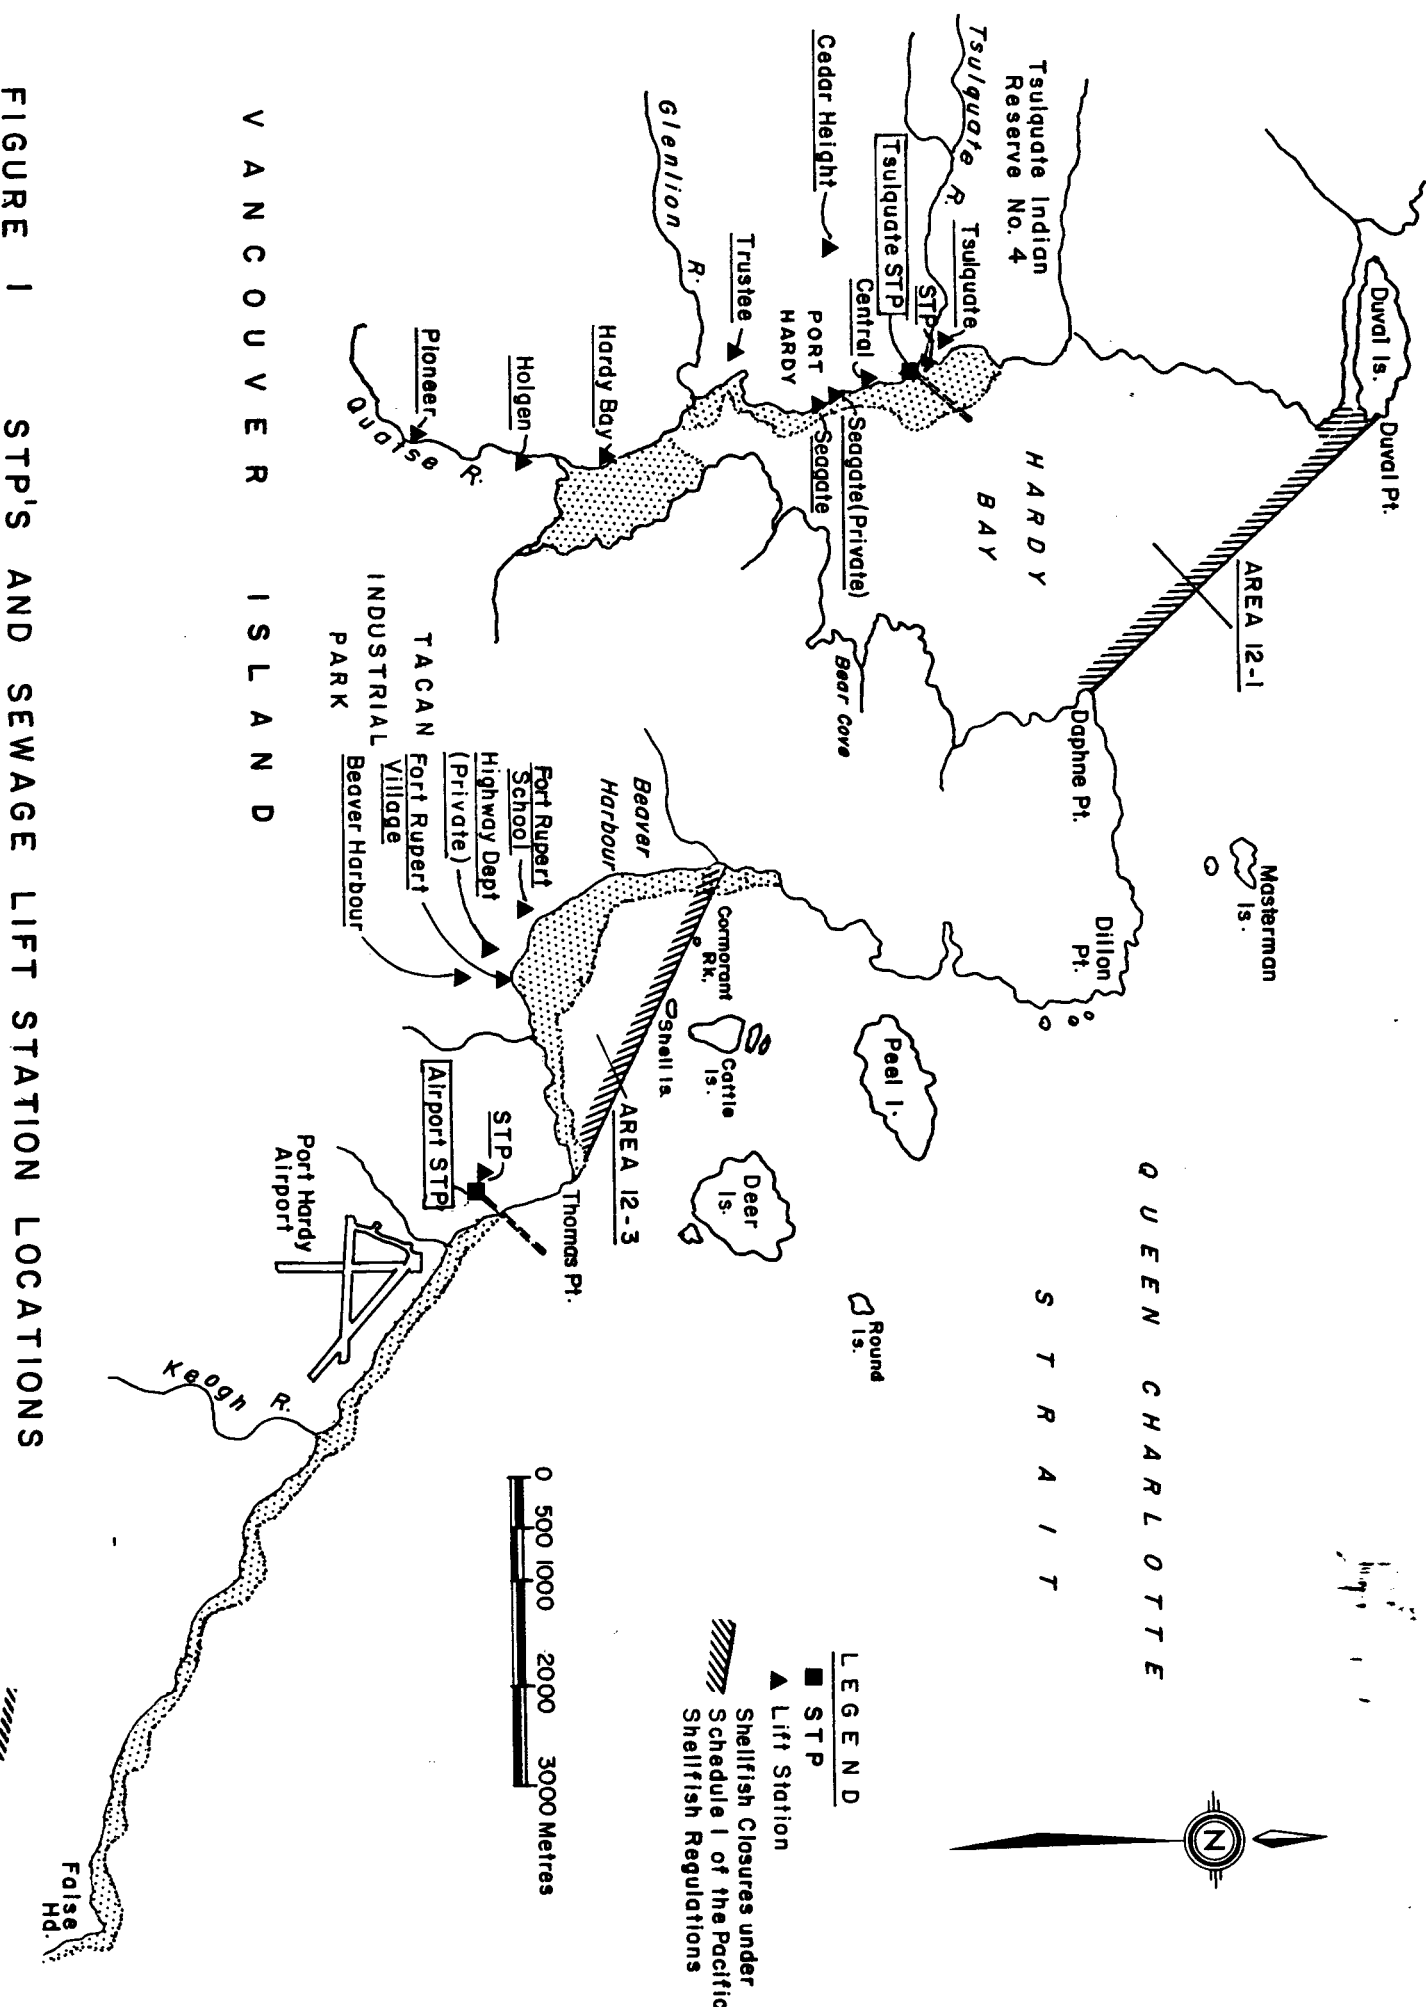 Duval Is.
Duval Pt.
AREA 12-1
Tsulquate Indian
Reserve No. 4
Tsulquate R.
Tsulquate
STP
Tsulquate STP
Cedar Height
Central
PORT
HARDY
Seagate (Private)
Seagate
Trustee
Glenlion R.
Hardy Bay
Holgen
Pioneer
Quatse R.
HARDY
BAY
Bear Cove
Daphne Pt.
Masterman
Is.
Dillon
Pt.
Peel I.
QUEEN CHARLOTTE
STRAIT
Beaver
Harbour
Cormorant
Rk.
Shell Is.
Cattle
Is.
Deer
Is.
Round
Is.
AREA 12-3
Thomas Pt.
Fort Rupert
School
Highway Dept
(Private)
Fort Rupert
Village
Beaver Harbour
TACAN
INDUSTRIAL
PARK
STP
Airport STP
Port Hardy
Airport
Keogh R.
False
Hd.
VANCOUVER ISLAND
0 500 1000 2000 3000 Metres
LEGEND
STP
Lift Station
Shellfish Closures under
Schedule 1 of the Pacific
Shellfish Regulations
N
FIGURE 1 STP'S AND SEWAGE LIFT STATION LOCATIONS